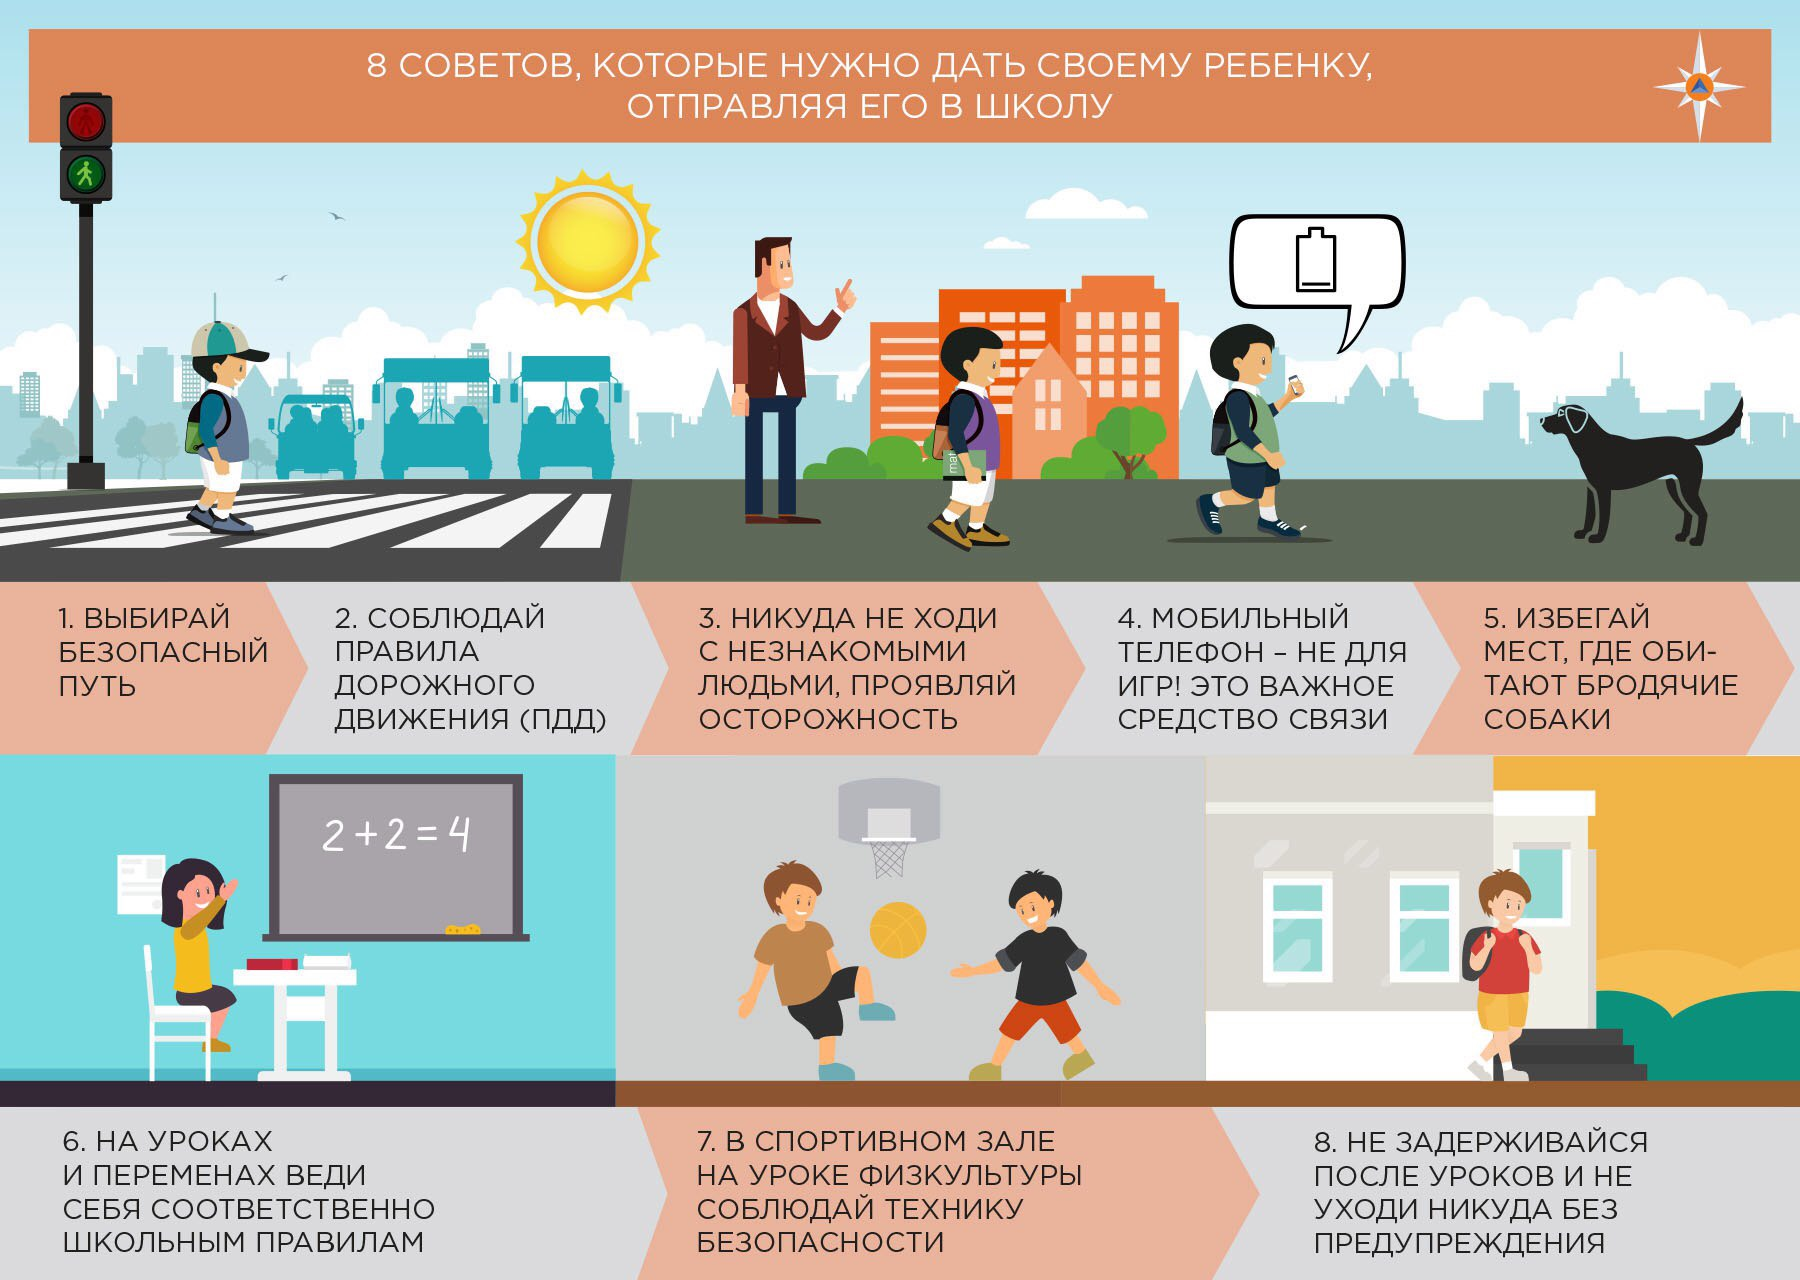 8 СОВЕТОВ, КОТОРЫЕ НУЖНО ДАТЬ СВОЕМУ РЕБЕНКУ,
ОТПРАВЛЯЯ ЕГО В ШКОЛУ
mat
1. ВЫБИРАЙ
БЕЗОПАСНЫЙ
ПУТЬ
2. СОБЛЮДАЙ
ПРАВИЛА
ДОРОЖНОГО
ДВИЖЕНИЯ (ПДД)
3. НИКУДА НЕ ХОДИ
С НЕЗНАКОМЫМИ
ЛЮДЬМИ, ПРОЯВЛЯЙ
ОСТОРОЖНОСТЬ
4. МОБИЛЬНЫЙ
ТЕЛЕФОН – НЕ ДЛЯ
ИГР! ЭТО ВАЖНОЕ
СРЕДСТВО СВЯЗИ
5. ИЗБЕГАЙ
МЕСТ, ГДЕ ОБИ-
ТАЮТ БРОДЯЧИЕ
СОБАКИ
2+2=4
6. НА УРОКАХ
И ПЕРЕМЕНАХ ВЕДИ
СЕБЯ СООТВЕТСТВЕННО
ШКОЛЬНЫМ ПРАВИЛАМ
7. В СПОРТИВНОМ ЗАЛЕ
НА УРОКЕ ФИЗКУЛЬТУРЫ
СОБЛЮДАЙ ТЕХНИКУ
БЕЗОПАСНОСТИ
8. НЕ ЗАДЕРЖИВАЙСЯ
ПОСЛЕ УРОКОВ И НЕ
УХОДИ НИКУДА БЕЗ
ПРЕДУПРЕЖДЕНИЯ